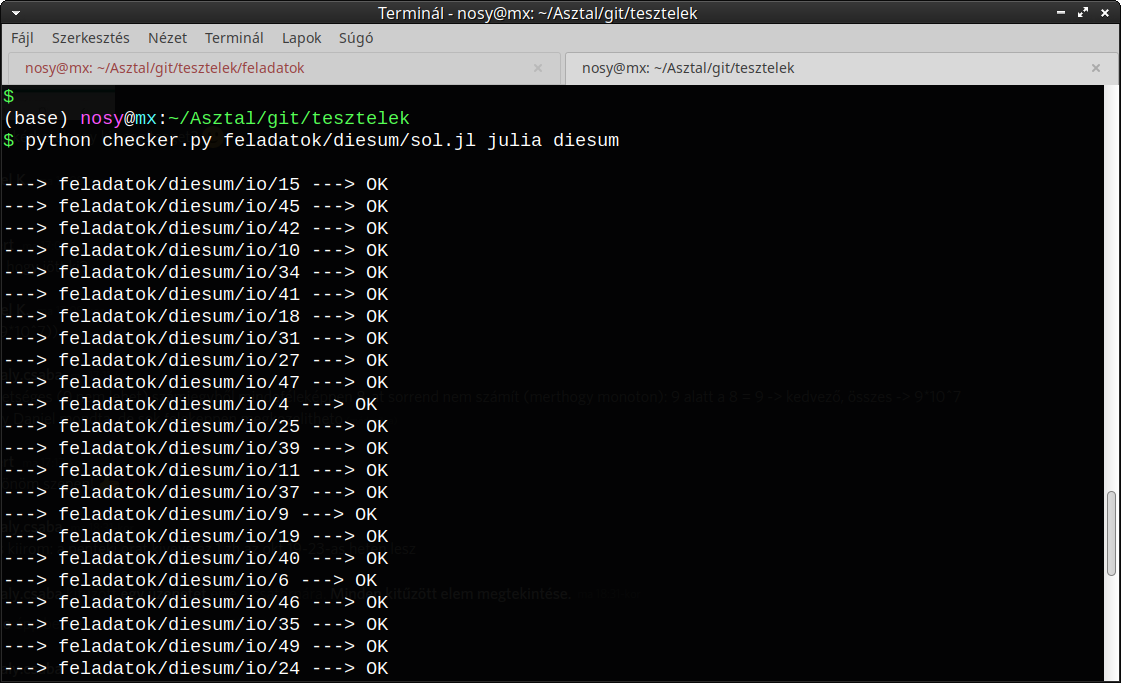 Terminál - nosy@mx: ~/Asztal/git/tesztelek
Fájl Szerkesztés Nézet Terminál Lapok Súgó
nosy@mx: ~/Asztal/git/tesztelek/feladatok × nosy@mx: ~/Asztal/git/tesztelek ×
$
(base) nosy@mx:~/Asztal/git/tesztelek
$ python checker.py feladatok/diesum/sol.jl julia diesum
---> feladatok/diesum/io/15 ---> OK
---> feladatok/diesum/io/45 ---> OK
---> feladatok/diesum/io/42 ---> OK
---> feladatok/diesum/io/10 ---> OK
---> feladatok/diesum/io/34 ---> OK
---> feladatok/diesum/io/41 ---> OK
---> feladatok/diesum/io/18 ---> OK
---> feladatok/diesum/io/31 ---> OK
---> feladatok/diesum/io/27 ---> OK
---> feladatok/diesum/io/47 ---> OK
---> feladatok/diesum/io/4 ---> OK
---> feladatok/diesum/io/25 ---> OK
---> feladatok/diesum/io/39 ---> OK
---> feladatok/diesum/io/11 ---> OK
---> feladatok/diesum/io/37 ---> OK
---> feladatok/diesum/io/9 ---> OK
---> feladatok/diesum/io/19 ---> OK
---> feladatok/diesum/io/40 ---> OK
---> feladatok/diesum/io/6 ---> OK
---> feladatok/diesum/io/46 ---> OK
---> feladatok/diesum/io/35 ---> OK
---> feladatok/diesum/io/49 ---> OK
---> feladatok/diesum/io/24 ---> OK